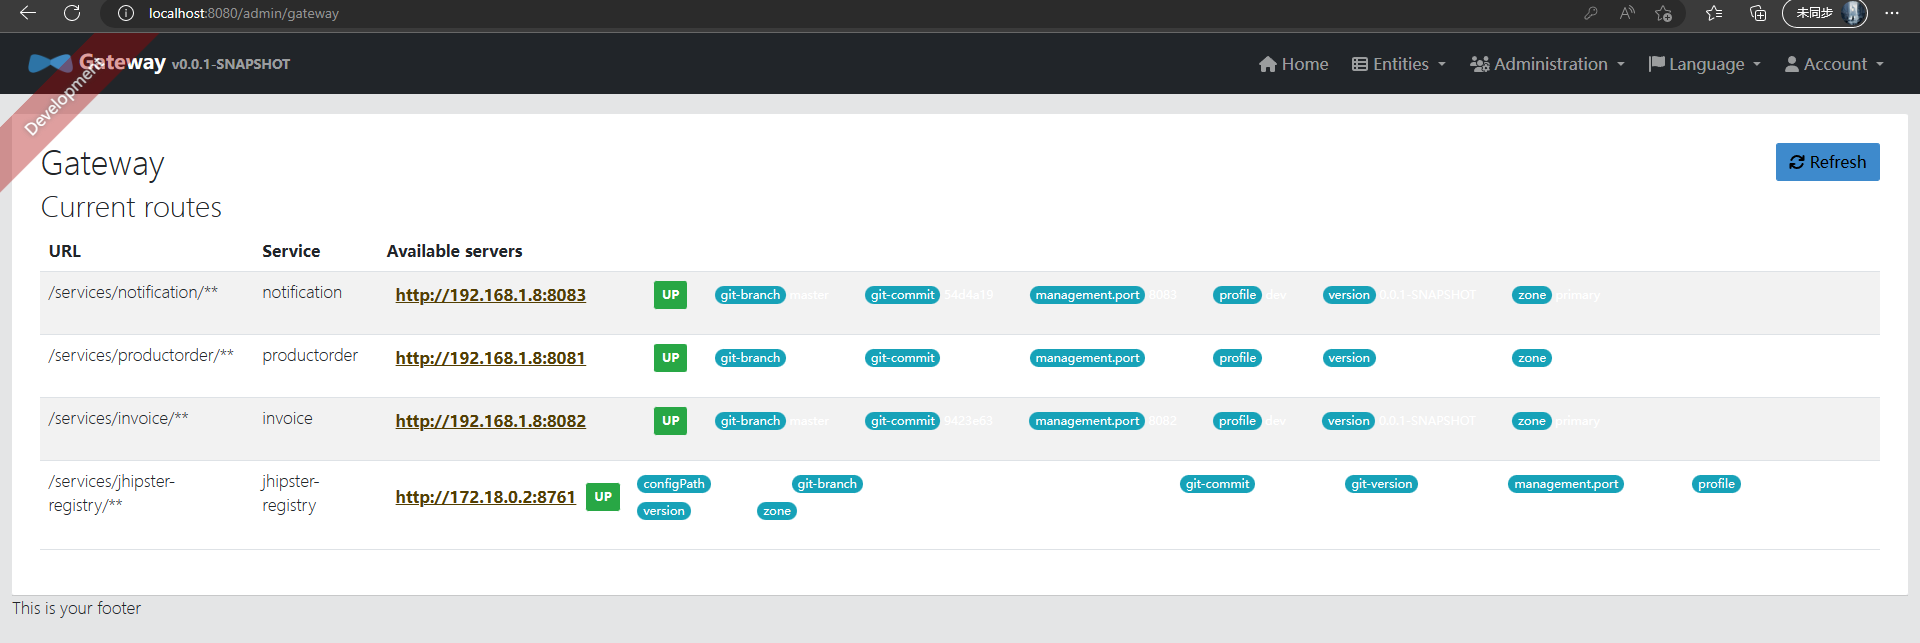 localhost:8080/admin/gateway
未同步
Development
Gateway v0.0.1-SNAPSHOT
Home Entities Administration Language Account
Gateway
Refresh
Current routes
URL Service Available servers
/services/notification/** notification http://192.168.1.8:8083 UP git-branch master git-commit 54d4a19 management.port 8083 profile dev version 0.0.1-SNAPSHOT zone primary
/services/productorder/** productorder http://192.168.1.8:8081 UP git-branch git-commit management.port profile version zone
/services/invoice/** invoice http://192.168.1.8:8082 UP git-branch master git-commit 9423e63 management.port 8082 profile dev version 0.0.1-SNAPSHOT zone primary
/services/jhipster-registry/** jhipster-registry http://172.18.0.2:8761 UP configPath git-branch git-commit git-version management.port profile
version zone
This is your footer